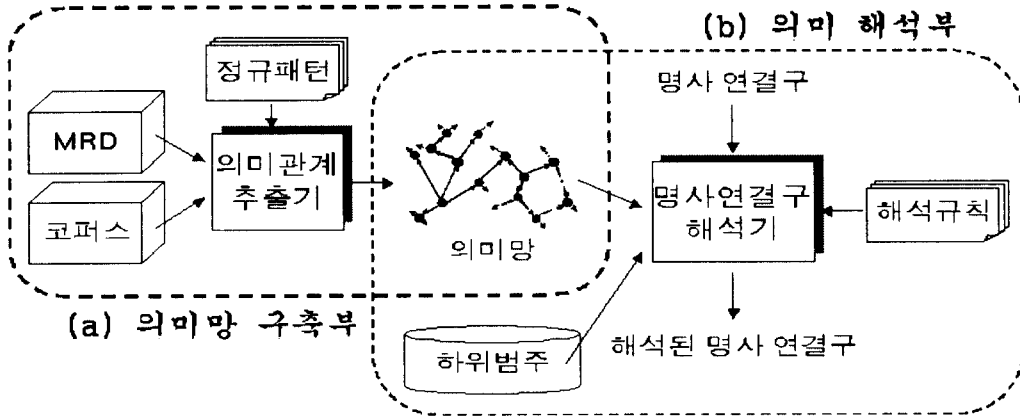 (b) 의미 해석부
정규패턴
명사 연결구
MRD
의미관계
추출기
명사연결구
해석기
해석규칙
코퍼스
의미망
(a) 의미망 구축부
하위범주
해석된 명사 연결구